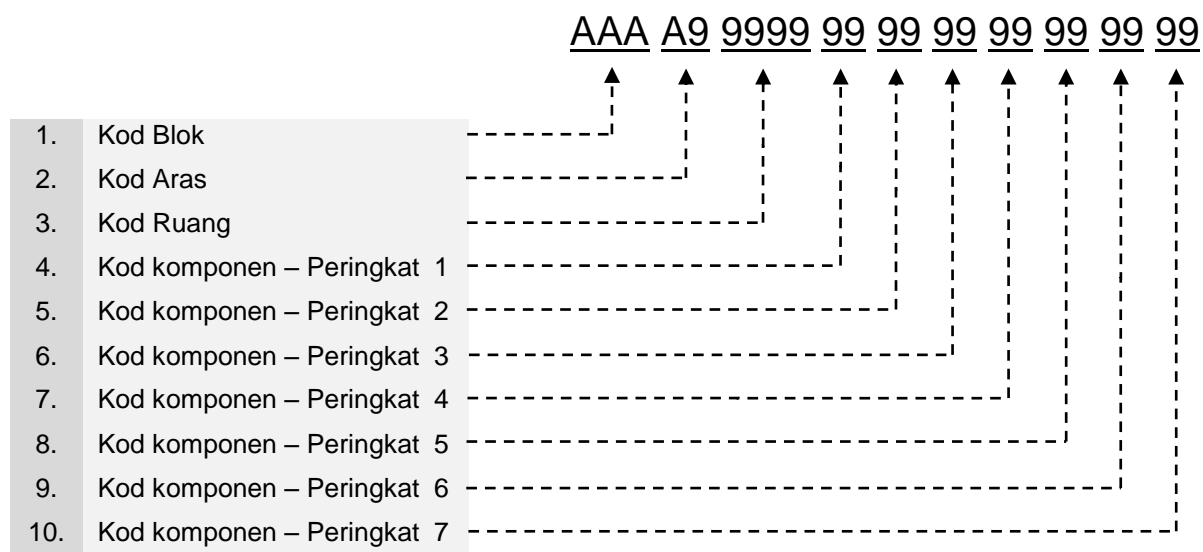 AAA A9 9999 99 99 99 99 99 99 99
1. Kod Blok
2. Kod Aras
3. Kod Ruang
4. Kod komponen – Peringkat 1
5. Kod komponen – Peringkat 2
6. Kod komponen – Peringkat 3
7. Kod komponen – Peringkat 4
8. Kod komponen – Peringkat 5
9. Kod komponen – Peringkat 6
10. Kod komponen – Peringkat 7